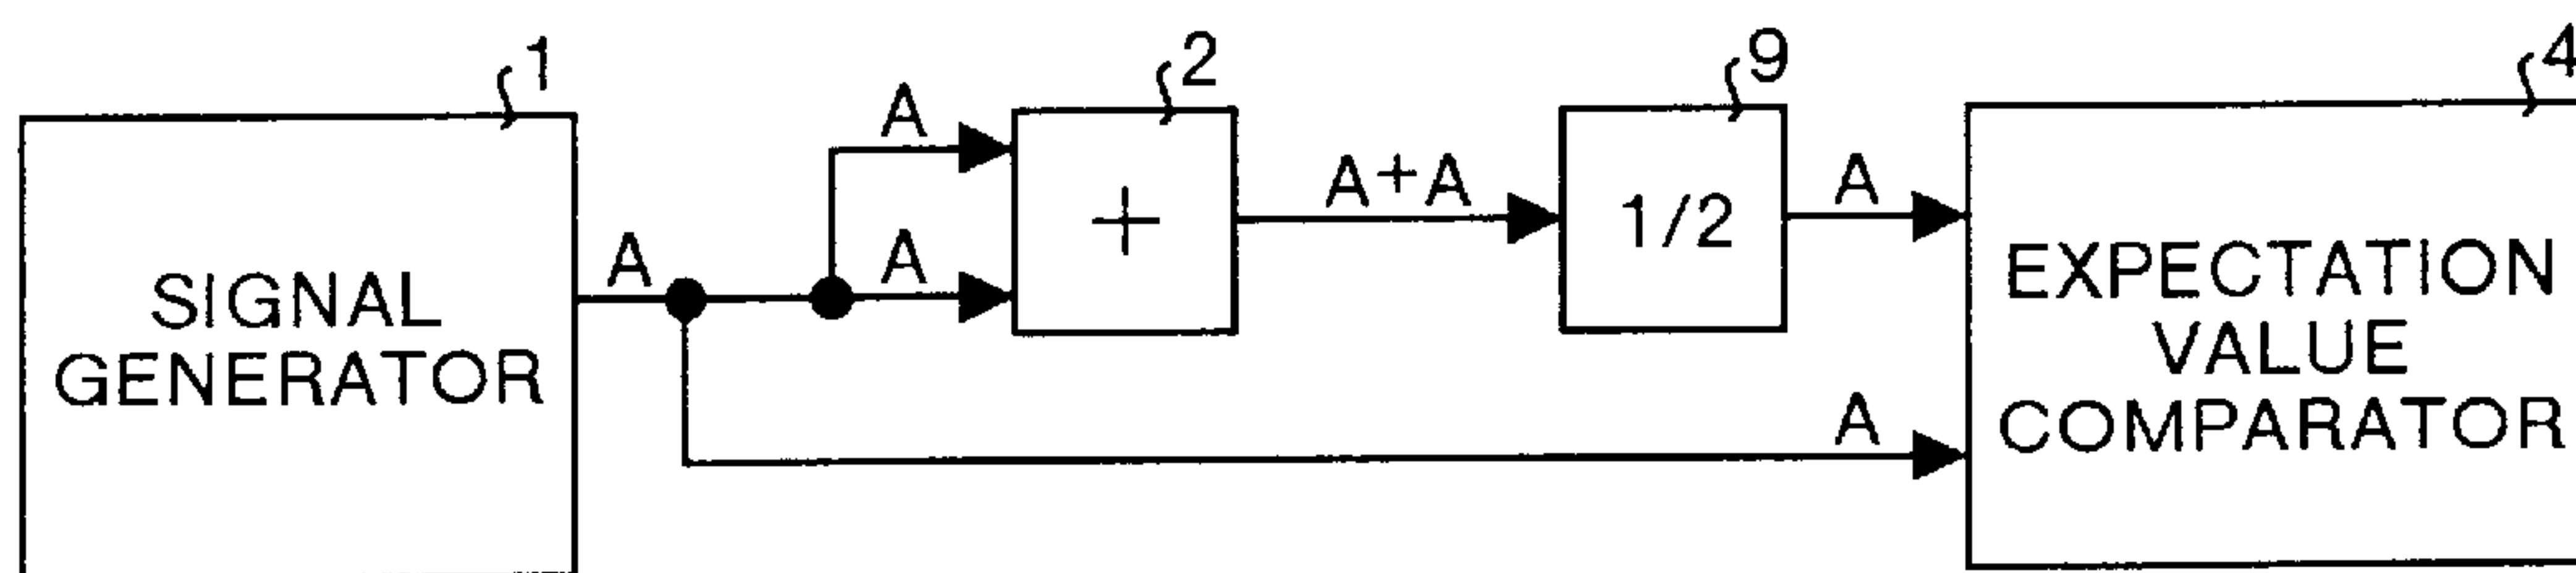 1
2
9
4
A
A
A
A+A
A
A
SIGNAL
GENERATOR
+
1/2
EXPECTATION
VALUE
COMPARATOR